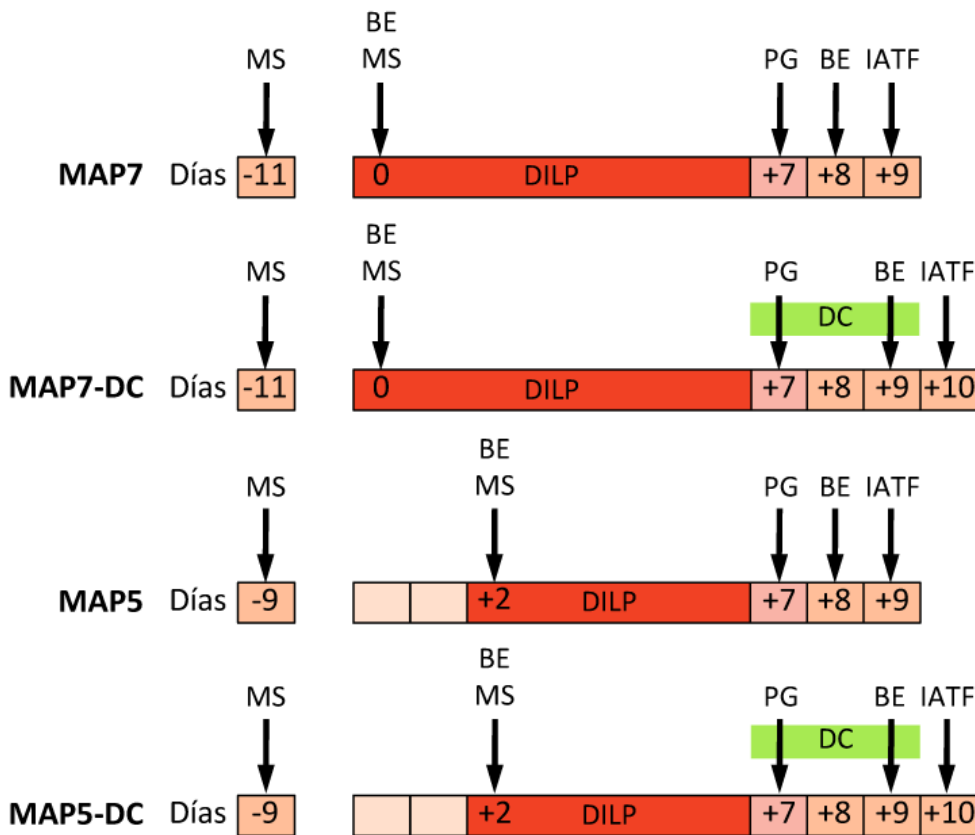 BE
MS MS PG BE IATF
MAP7 Días -11 0 DILP +7 +8 +9
BE
MS MS PG BE IATF
DC
MAP7-DC Días -11 0 DILP +7 +8 +9 +10
BE
MS MS PG BE IATF
MAP5 Días -9 +2 DILP +7 +8 +9
BE
MS MS PG BE IATF
DC
MAP5-DC Días -9 +2 DILP +7 +8 +9 +10